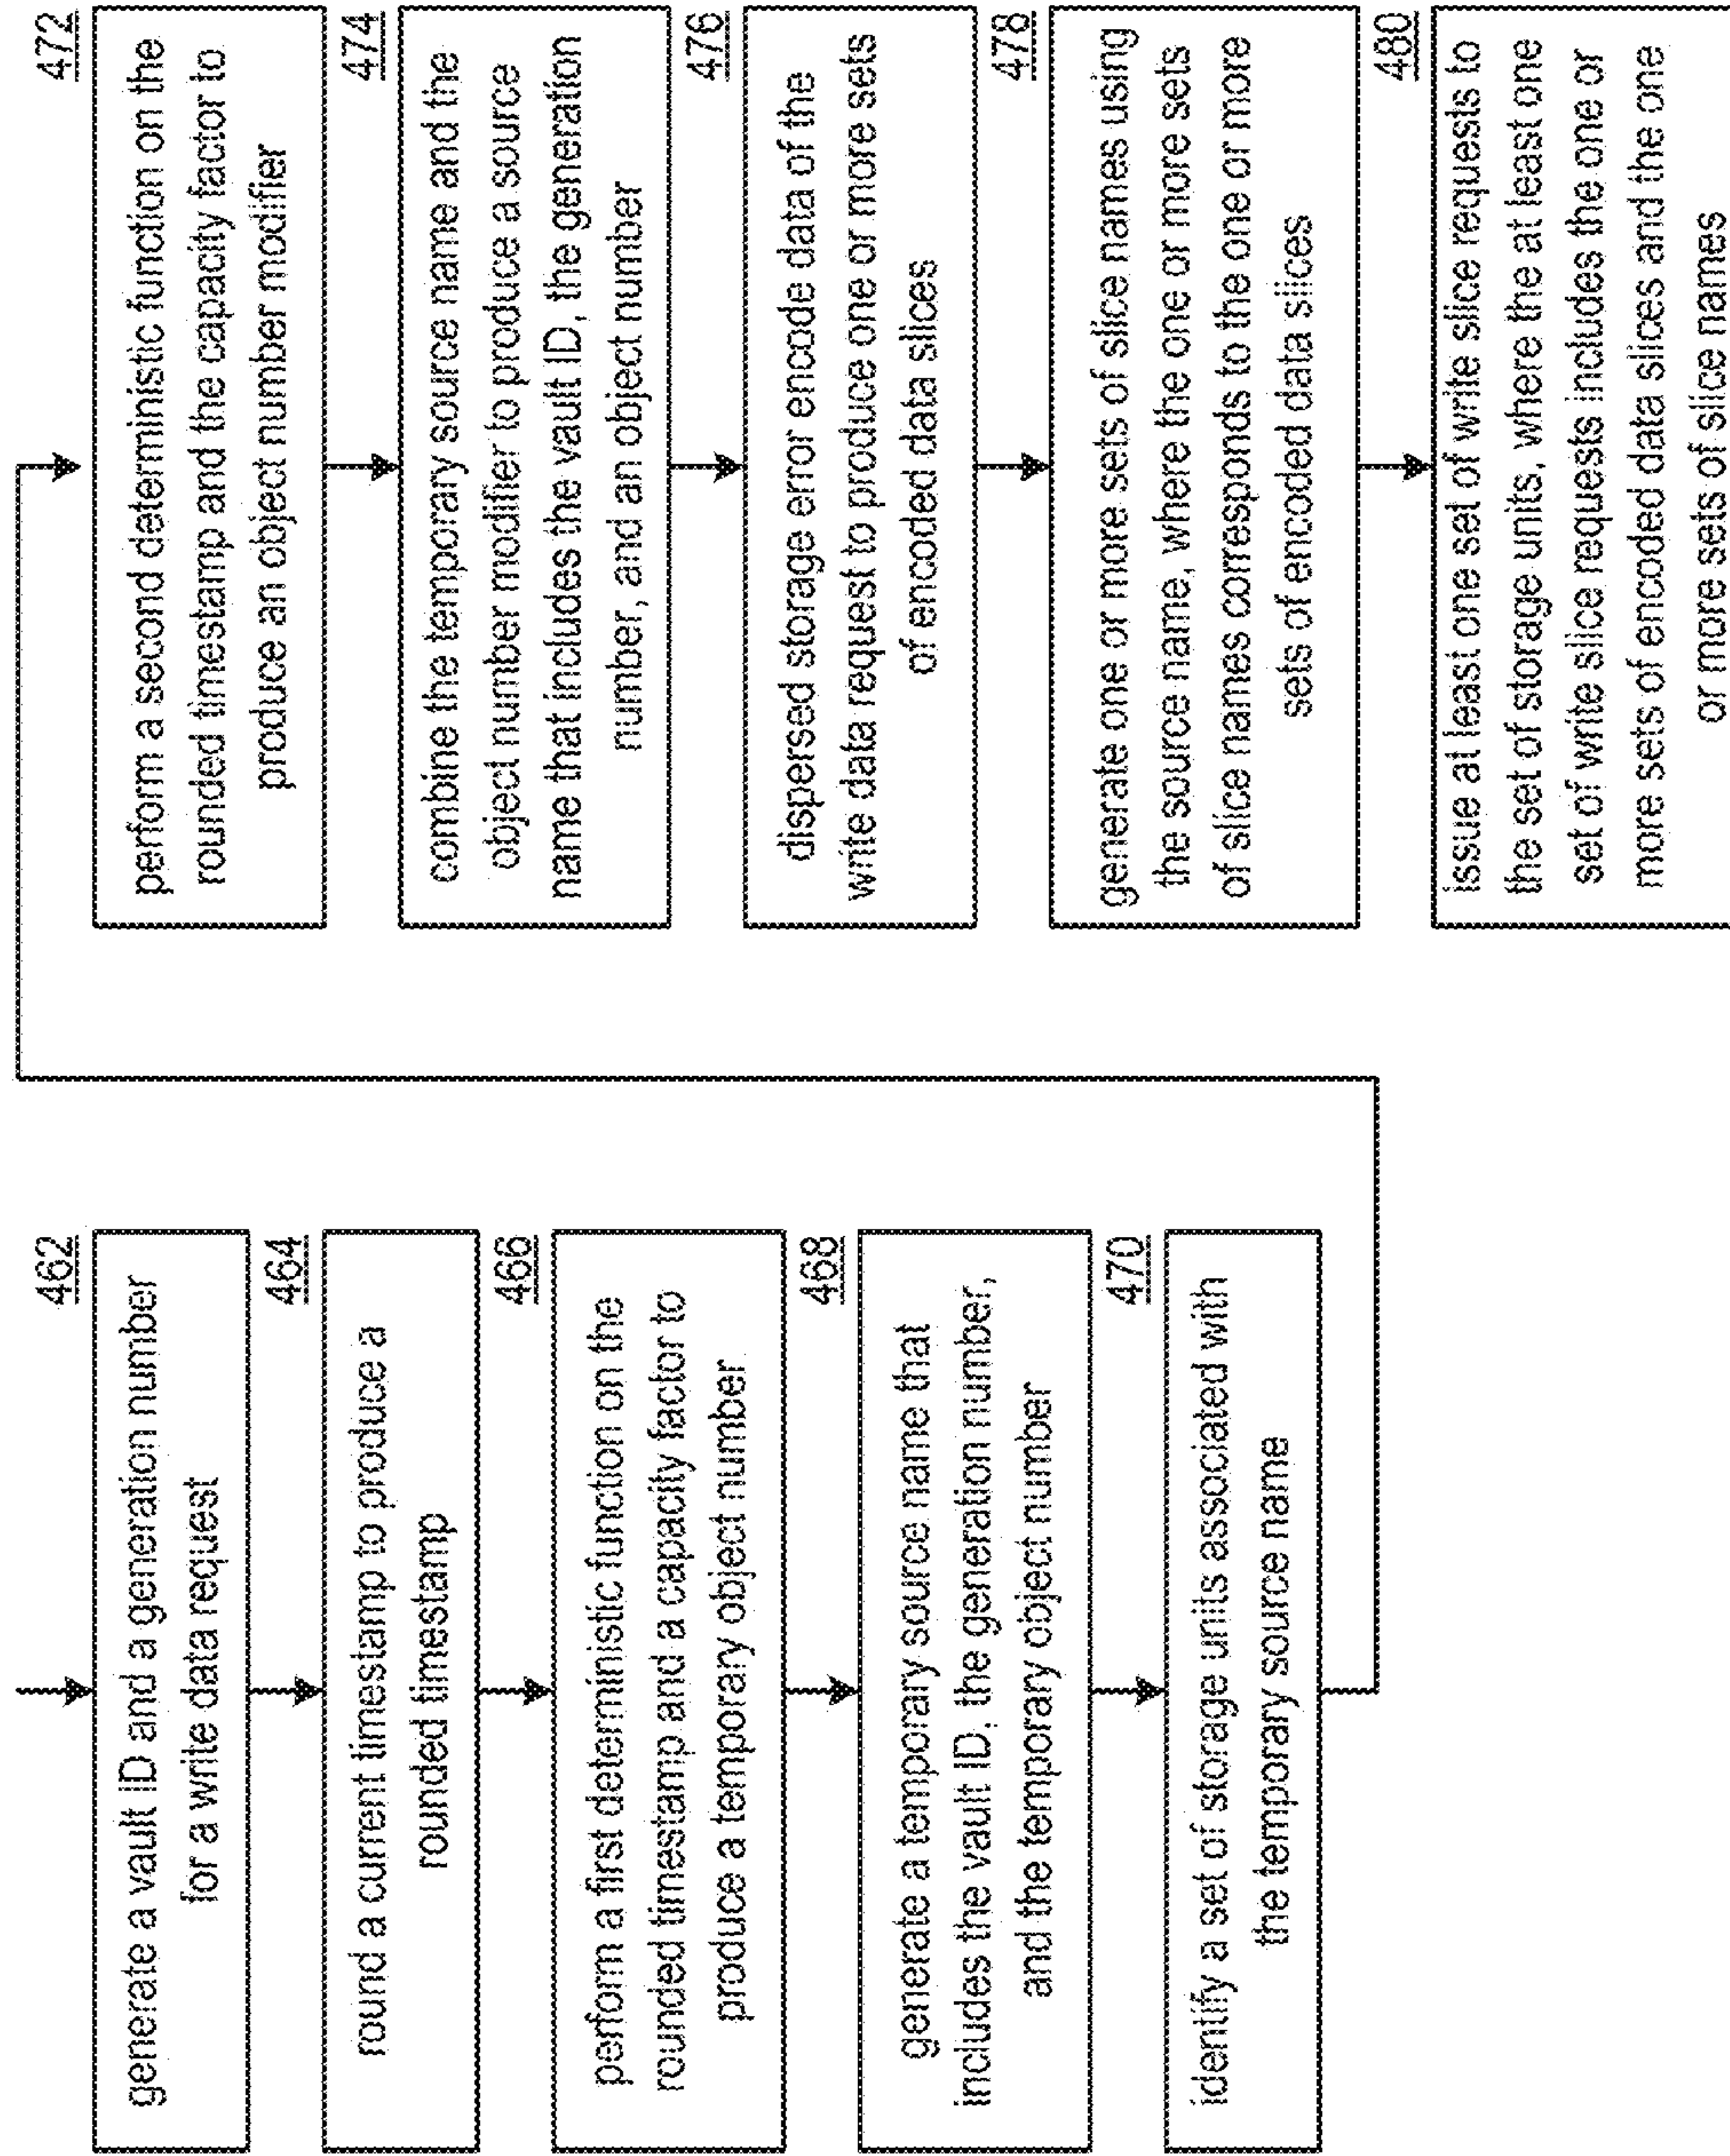 462
generate a vault ID and a generation number
for a write data request
464
round a current timestamp to produce a
rounded timestamp
466
perform a first deterministic function on the
rounded timestamp and a capacity factor to
produce a temporary object number
468
generate a temporary source name that
includes the vault ID, the generation number,
and the temporary object number
470
identify a set of storage units associated with
the temporary source name
472
perform a second deterministic function on the
rounded timestamp and the capacity factor to
produce an object number modifier
474
combine the temporary source name and the
object number modifier to produce a source
name that includes the vault ID, the generation
number, and an object number
476
dispersed storage error encode data of the
write data request to produce one or more sets
of encoded data slices
478
generate one or more sets of slice names using
the source name, where the one or more sets
of slice names corresponds to the one or more
sets of encoded data slices
480
issue at least one set of write slice requests to
the set of storage units, where the at least one
set of write slice requests includes the one or
more sets of encoded data slices and the one
or more sets of slice names